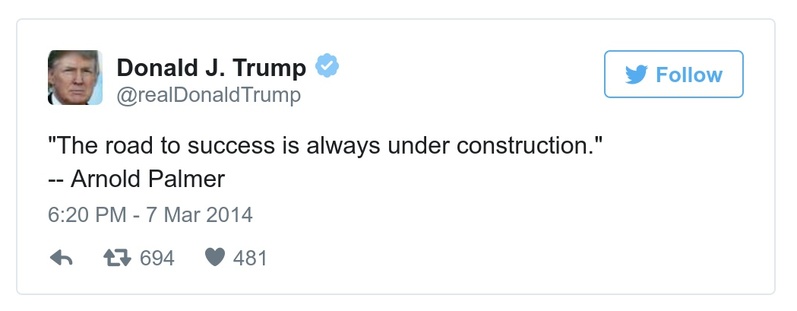 Donald J. Trump
@realDonaldTrump
Follow
"The road to success is always under construction."
-- Arnold Palmer
6:20 PM - 7 Mar 2014
694 481